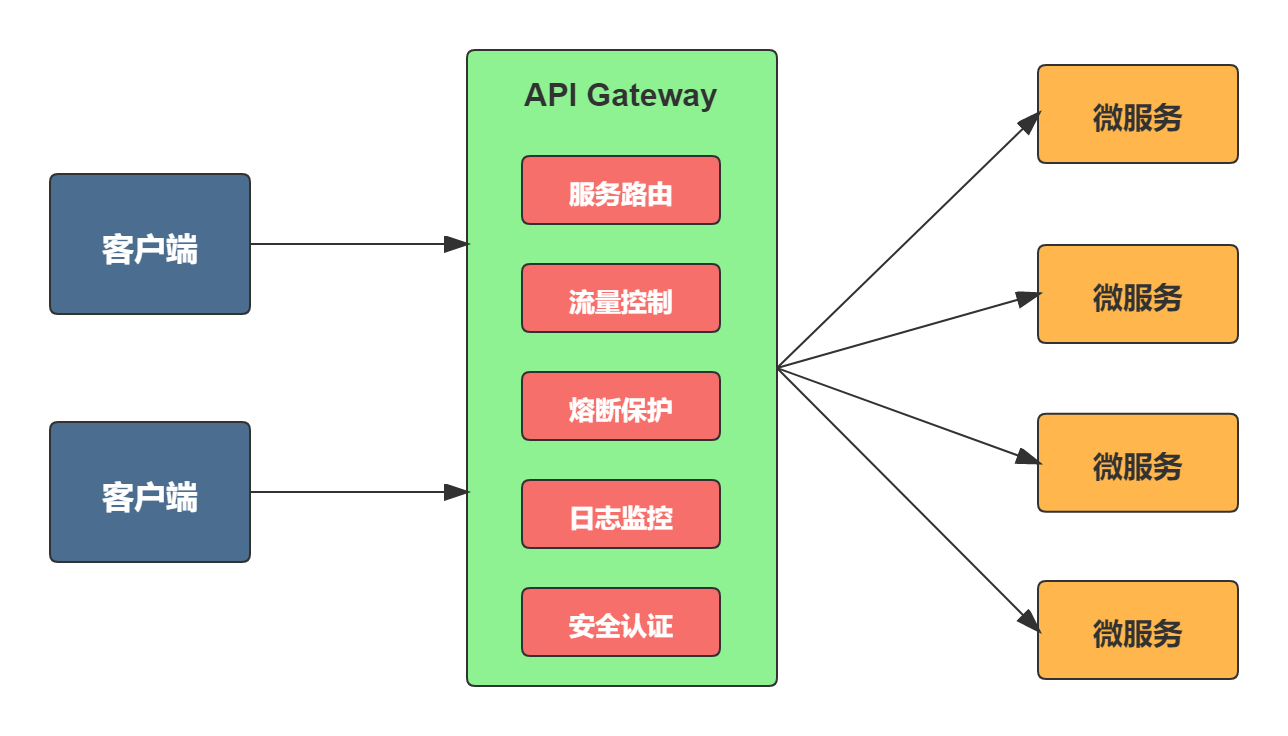 客户端
客户端
API Gateway
服务路由
流量控制
熔断保护
日志监控
安全认证
微服务
微服务
微服务
微服务